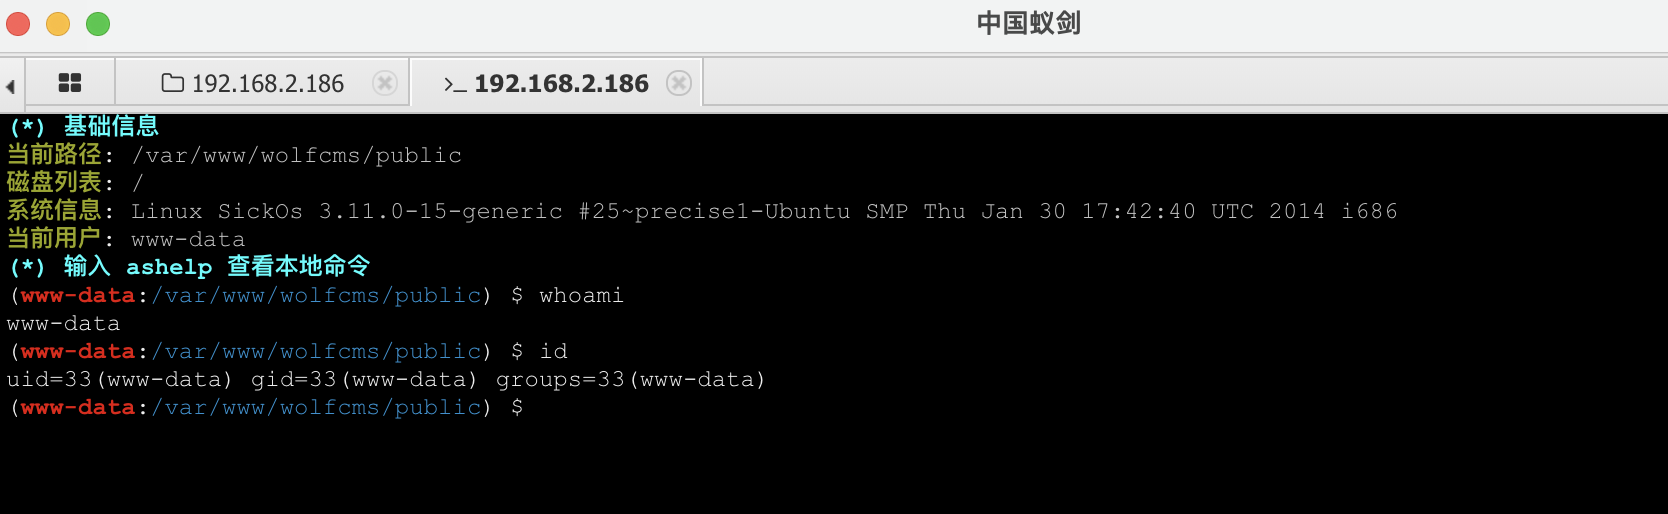 中国蚁剑
192.168.2.186
>_ 192.168.2.186
(*) 基础信息
当前路径: /var/www/wolfcms/public
磁盘列表: /
系统信息: Linux SickOs 3.11.0-15-generic #25~precise1-Ubuntu SMP Thu Jan 30 17:42:40 UTC 2014 i686
当前用户: www-data
(*) 输入 ashelp 查看本地命令
(www-data:/var/www/wolfcms/public) $ whoami
www-data
(www-data:/var/www/wolfcms/public) $ id
uid=33(www-data) gid=33(www-data) groups=33(www-data)
(www-data:/var/www/wolfcms/public) $